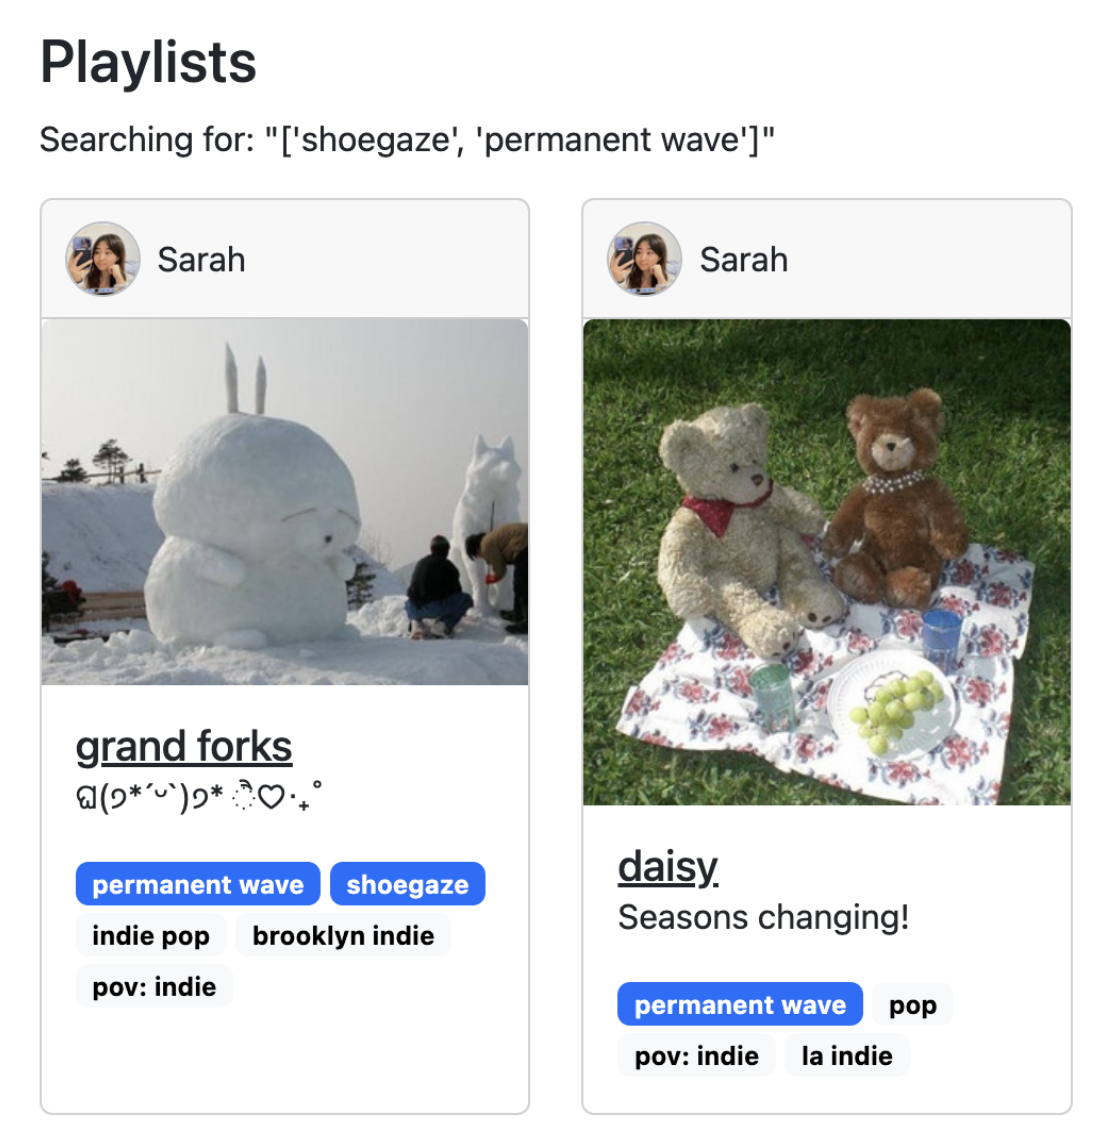 Playlists
Searching for: "['shoegaze', 'permanent wave']"
Sarah
grand forks
ฆ(੭*ˊᵕˋ)੭* ੈ♡‧₊˚
permanent wave shoegaze
indie pop brooklyn indie
pov: indie
Sarah
daisy
Seasons changing!
permanent wave pop
pov: indie la indie